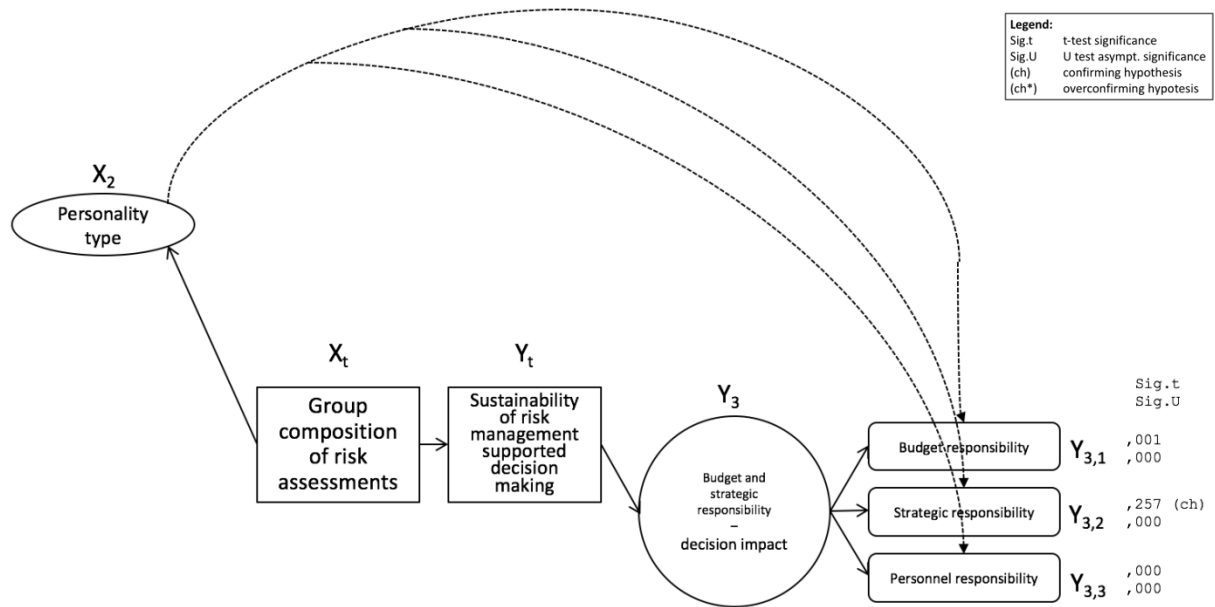 Legend:
Sig.t t-test significance
Sig.U U test asympt. significance
(ch) confirming hypothesis
(ch*) overconfirming hypotesis
X2
Personality
type
Xt
Group
composition
of risk
assessments
Yt
Sustainability
of risk
management
supported
decision
making
Y3
Budget and
strategic
responsibility
–
decision impact
Sig.t
Sig.U
Budget responsibility
Y3,1
,001
,000
Strategic responsibility
Y3,2
,257 (ch)
,000
Personnel responsibility
Y3,3
,000
,000